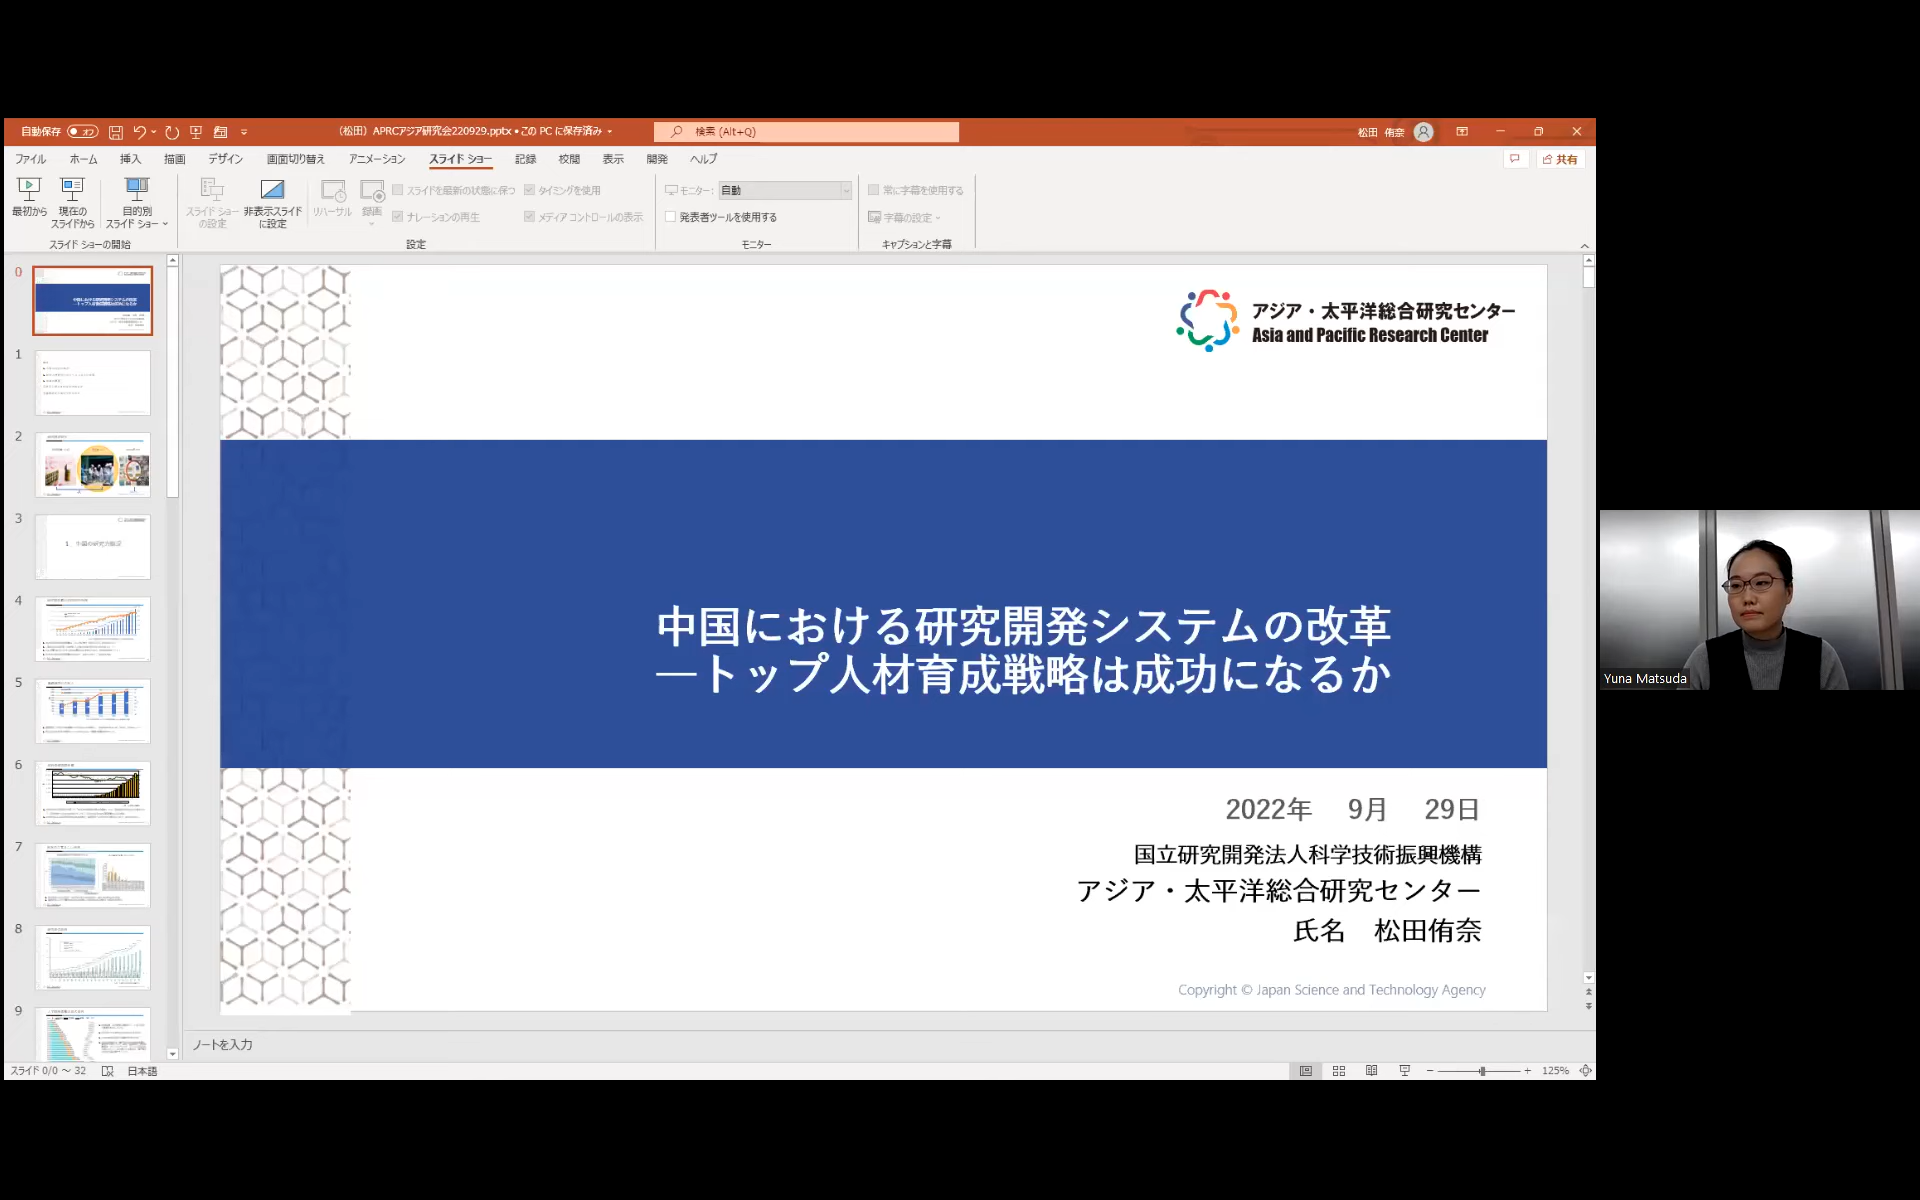 自動保存
オフ
(松田) APRCアジア研究会220929.pptx • この PC に保存済み
検索 (Alt+Q)
松田 侑奈
ファイル ホーム 挿入 描画 デザイン 画面切り替え アニメーション スライド ショー 記録 校閲 表示 開発 ヘルプ
共有
最初から
現在の
スライドから
目的別
スライド ショー
スライド ショーの開始
スライド ショー
の設定
非表示スライド
に設定
リハーサル
録画
スライドを最新の状態に保つ
ナレーションの再生
タイミングを使用
メディア コントロールの表示
設定
モニター: 自動
発表者ツールを使用する
モニター
常に字幕を使用する
字幕の設定
キャプションと字幕
0
1
2
3
4
5
6
7
8
9
アジア・太平洋総合研究センター
Asia and Pacific Research Center
中国における研究開発システムの改革
―トップ人材育成戦略は成功になるか
2022年 9月 29日
国立研究開発法人科学技術振興機構
アジア・太平洋総合研究センター
氏名 松田侑奈
Copyright © Japan Science and Technology Agency
ノートを入力
スライド 0/0 ～ 32
日本語
125%
Yuna Matsuda